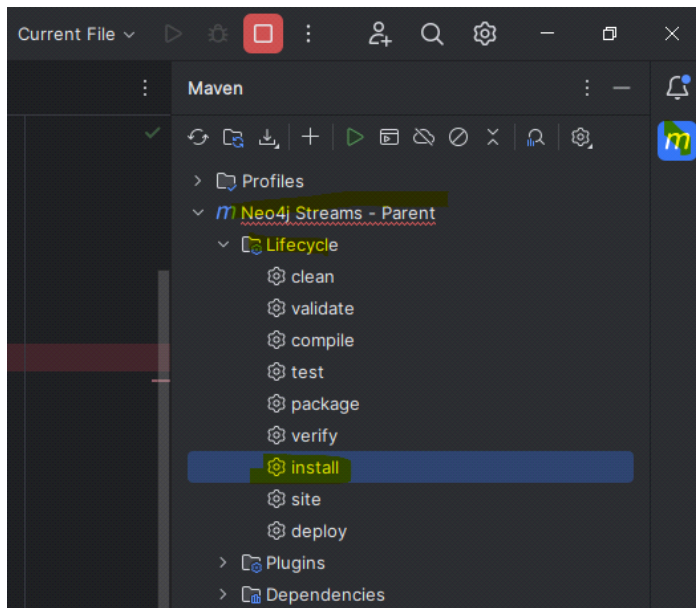 Current File
Maven
Profiles
m Neo4j Streams - Parent
m
Lifecycle
clean
validate
compile
test
package
verify
install
site
deploy
Plugins
Dependencies